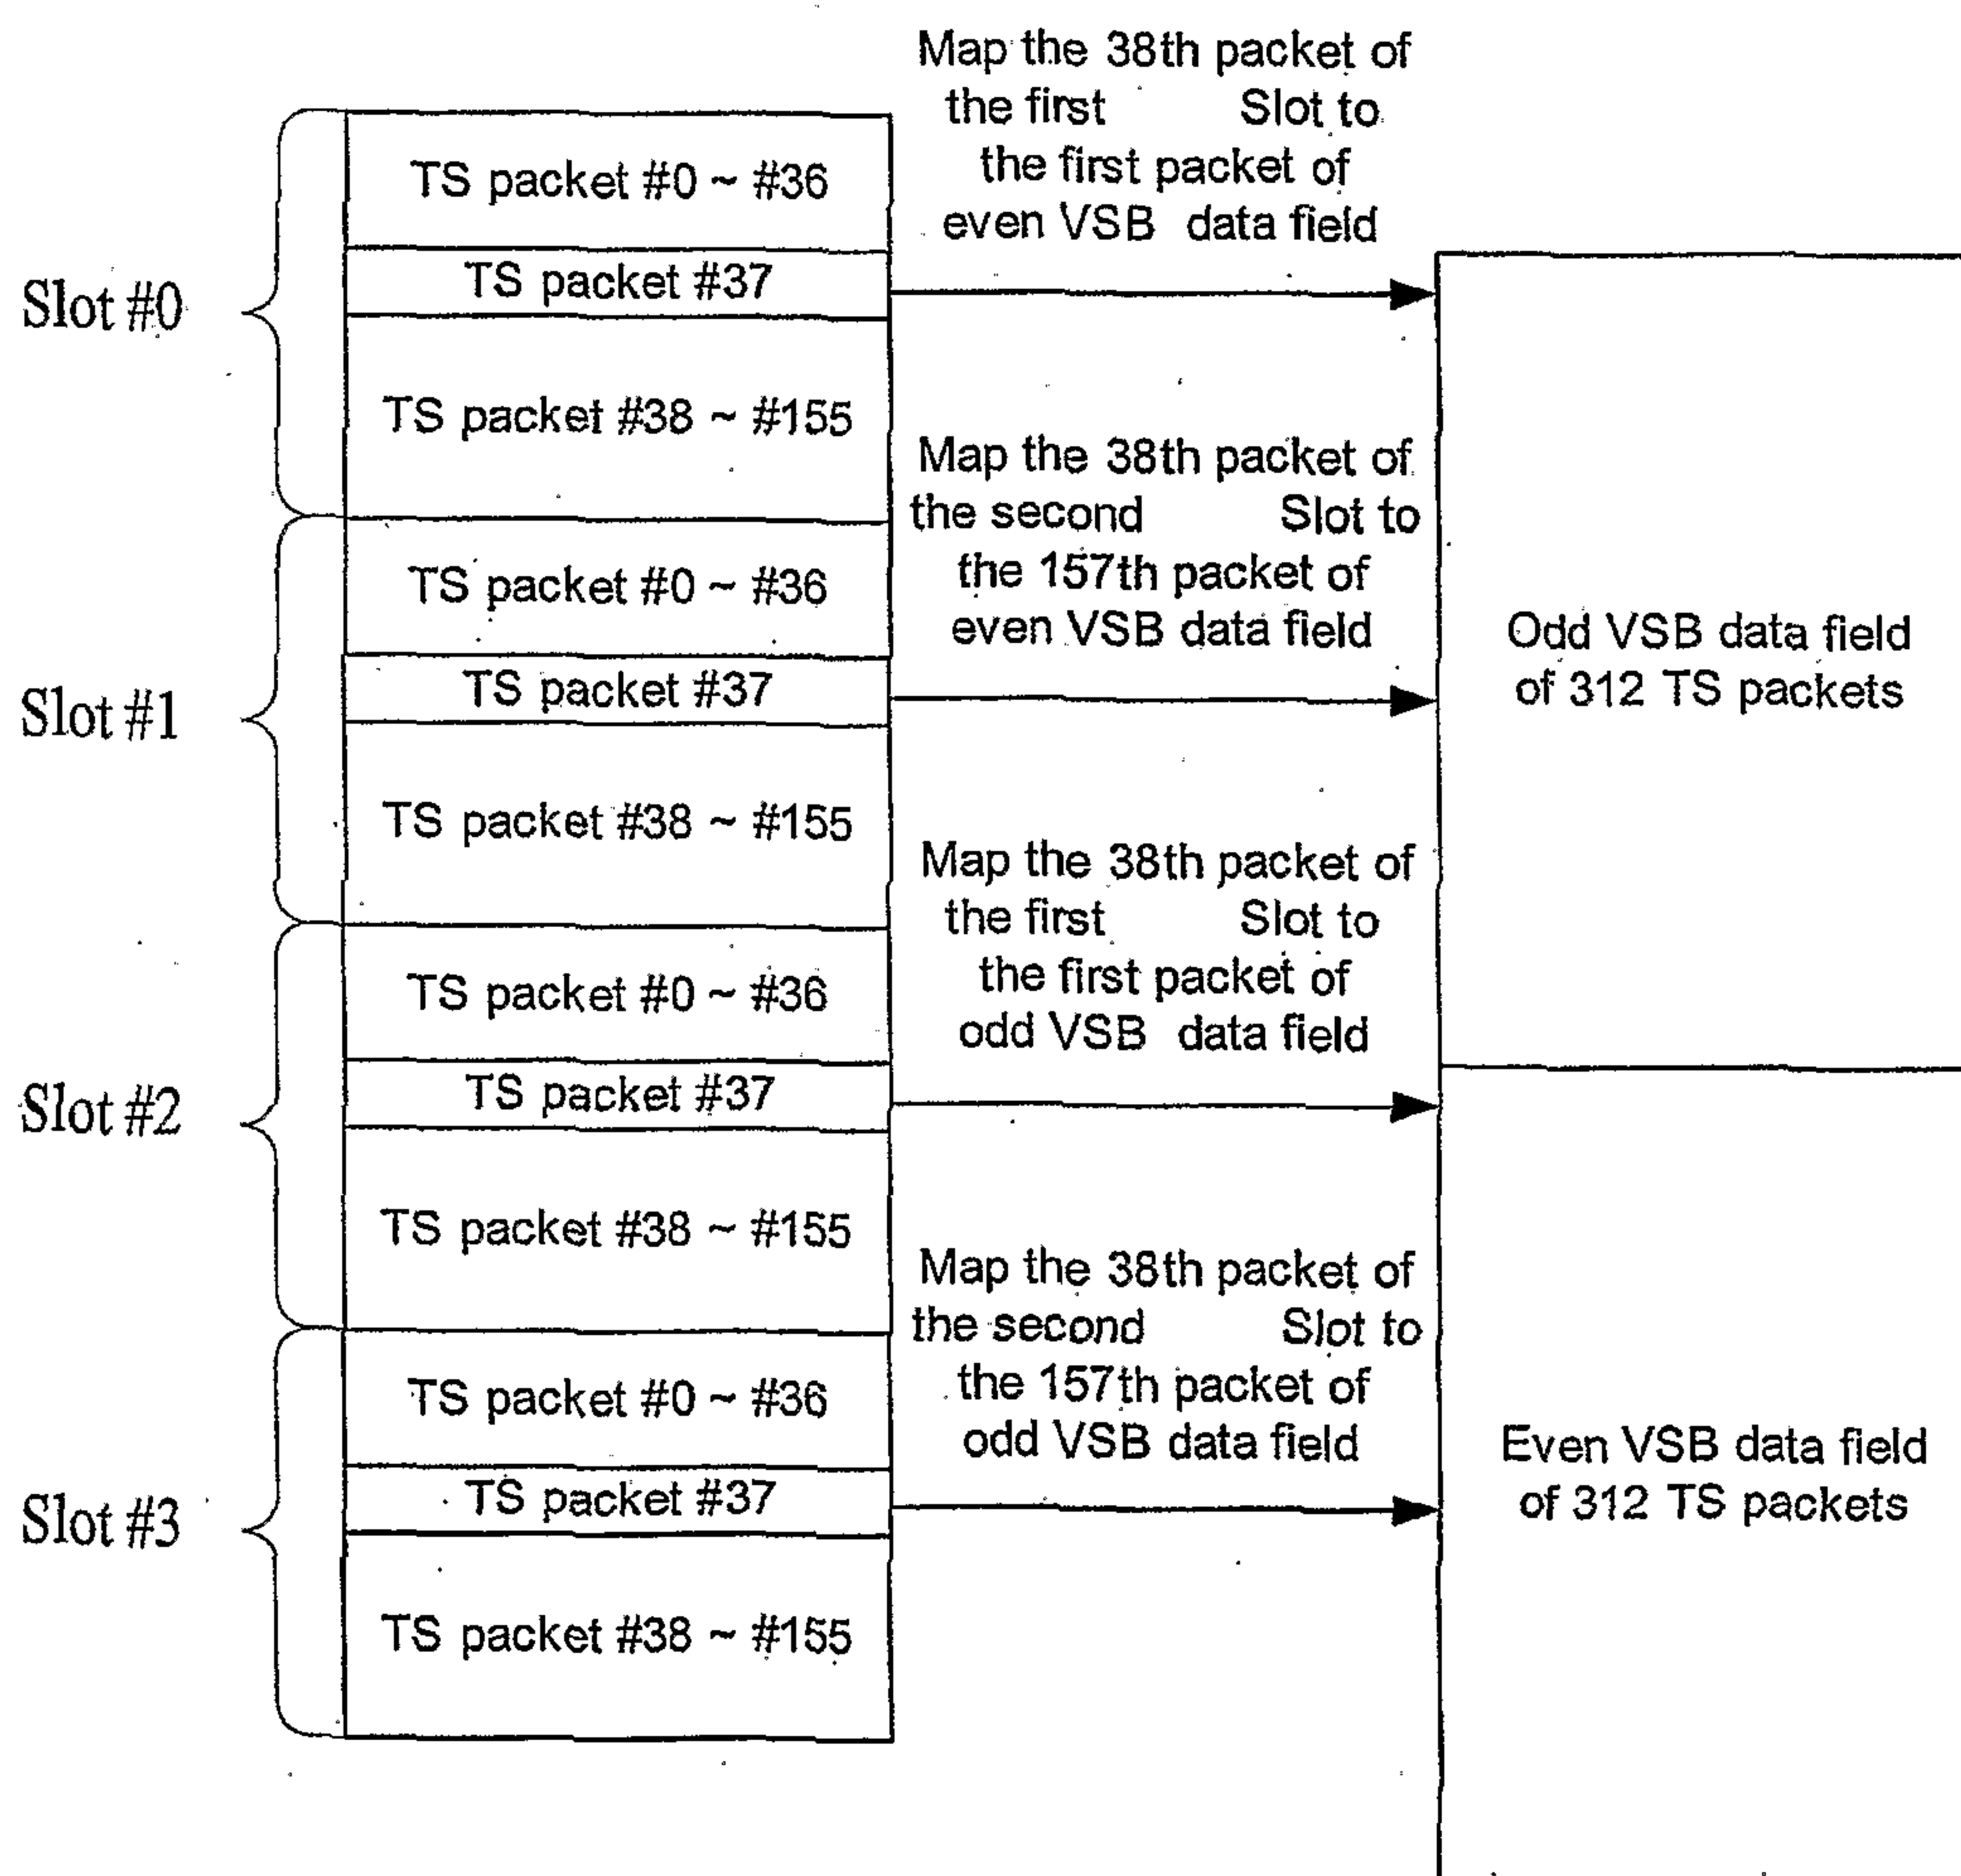 Map the 38th packet of
the first Slot to
the first packet of
even VSB data field
Slot #0
TS packet #0 ~ #36
TS packet #37
TS packet #38 ~ #155
Map the 38th packet of
the second Slot to
the 157th packet of
even VSB data field
Slot #1
TS packet #0 ~ #36
TS packet #37
TS packet #38 ~ #155
Odd VSB data field
of 312 TS packets
Map the 38th packet of
the first Slot to
the first packet of
odd VSB data field
Slot #2
TS packet #0 ~ #36
TS packet #37
TS packet #38 ~ #155
Map the 38th packet of
the second Slot to
the 157th packet of
odd VSB data field
Slot #3
TS packet #0 ~ #36
TS packet #37
TS packet #38 ~ #155
Even VSB data field
of 312 TS packets